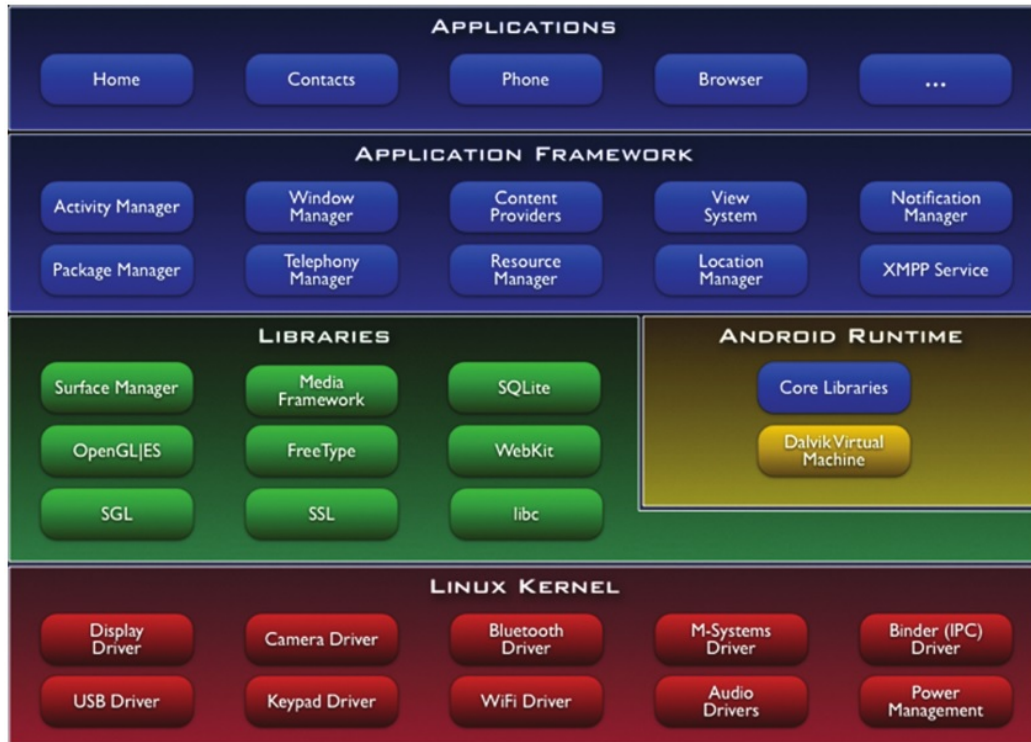 APPLICATIONS
Home
Contacts
Phone
Browser
...
APPLICATION FRAMEWORK
Activity Manager
Window
Manager
Content
Providers
View
System
Notification
Manager
Package Manager
Telephony
Manager
Resource
Manager
Location
Manager
XMPP Service
LIBRARIES
Surface Manager
Media
Framework
SQLite
OpenGL|ES
FreeType
WebKit
SGL
SSL
libc
ANDROID RUNTIME
Core Libraries
Dalvik Virtual
Machine
LINUX KERNEL
Display
Driver
Camera Driver
Bluetooth
Driver
M-Systems
Driver
Binder (IPC)
Driver
USB Driver
Keypad Driver
WiFi Driver
Audio
Drivers
Power
Management